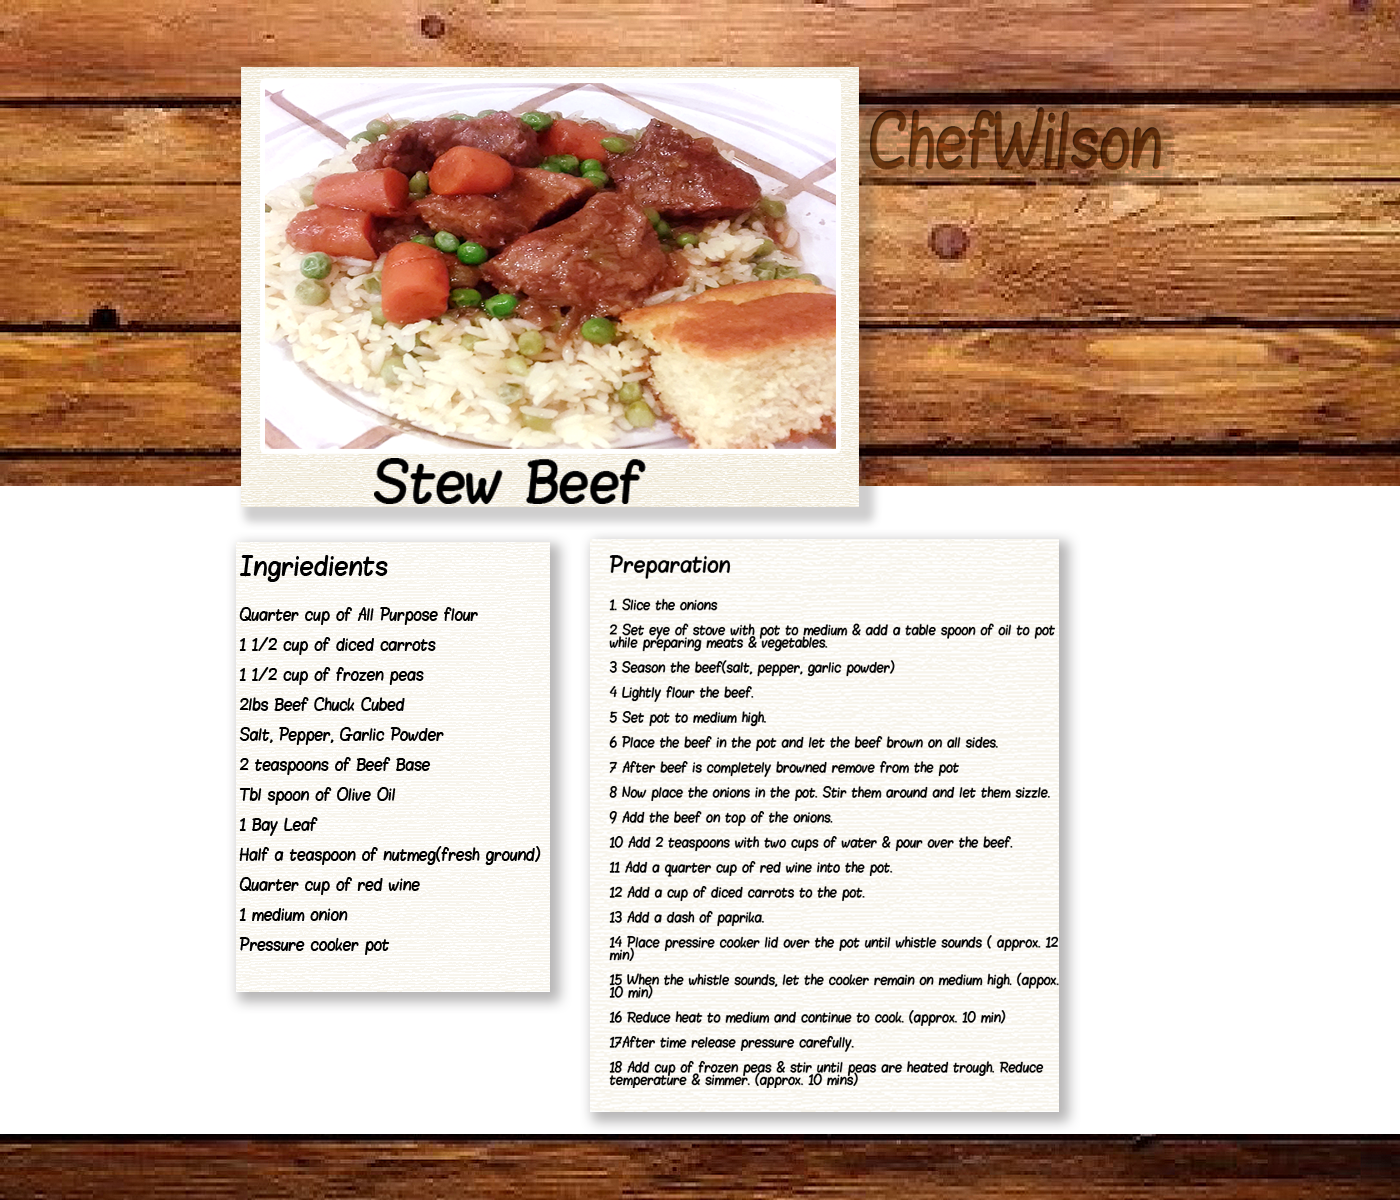 ChefWilson
Stew Beef
Ingriedients
Quarter cup of All Purpose flour
1 1/2 cup of diced carrots
1 1/2 cup of frozen peas
2lbs Beef Chuck Cubed
Salt, Pepper, Garlic Powder
2 teaspoons of Beef Base
Tbl spoon of Olive Oil
1 Bay Leaf
Half a teaspoon of nutmeg(fresh ground)
Quarter cup of red wine
1 medium onion
Pressure cooker pot
Preparation
1. Slice the onions
2 Set eye of stove with pot to medium & add a table spoon of oil to pot
while preparing meats & vegetables.
3 Season the beef(salt, pepper, garlic powder)
4 Lightly flour the beef.
5 Set pot to medium high.
6 Place the beef in the pot and let the beef brown on all sides.
7 After beef is completely browned remove from the pot
8 Now place the onions in the pot. Stir them around and let them sizzle.
9 Add the beef on top of the onions.
10 Add 2 teaspoons with two cups of water & pour over the beef.
11 Add a quarter cup of red wine into the pot.
12 Add a cup of diced carrots to the pot.
13 Add a dash of paprika.
14 Place pressire cooker lid over the pot until whistle sounds ( approx. 12
min)
15 When the whistle sounds, let the cooker remain on medium high. (appox.
10 min)
16 Reduce heat to medium and continue to cook. (approx. 10 min)
17After time release pressure carefully.
18 Add cup of frozen peas & stir until peas are heated trough. Reduce
temperature & simmer. (approx. 10 mins)